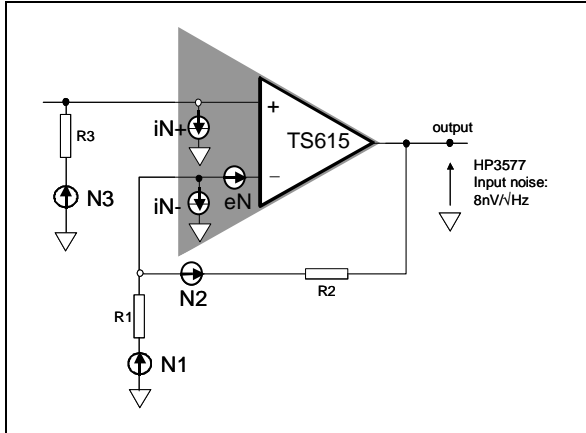 +
R3
iN+
TS615
output
N3
iN-
eN
−
HP3577
Input noise:
8nV/√Hz
N2
R2
R1
N1